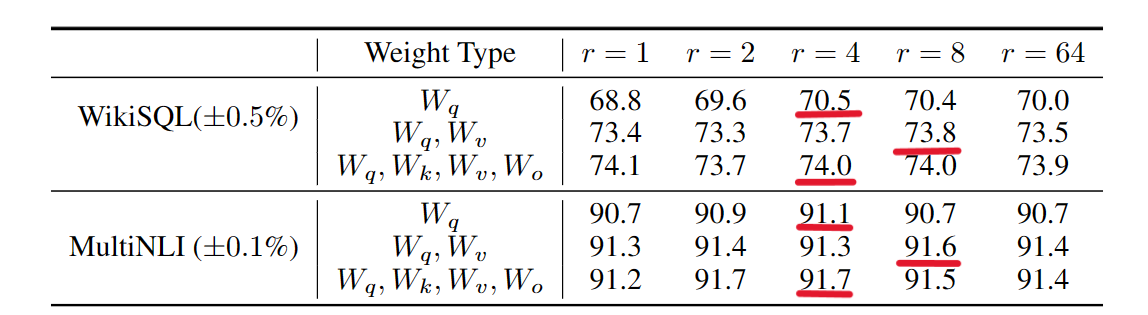 Weight Type r = 1 r = 2 r = 4 r = 8 r = 64
WikiSQL(±0.5%) W_q 68.8 69.6 70.5 70.4 70.0
W_q, W_v 73.4 73.3 73.7 73.8 73.5
W_q, W_k, W_v, W_o 74.1 73.7 74.0 74.0 73.9
MultiNLI (±0.1%) W_q 90.7 90.9 91.1 90.7 90.7
W_q, W_v 91.3 91.4 91.3 91.6 91.4
W_q, W_k, W_v, W_o 91.2 91.7 91.7 91.5 91.4